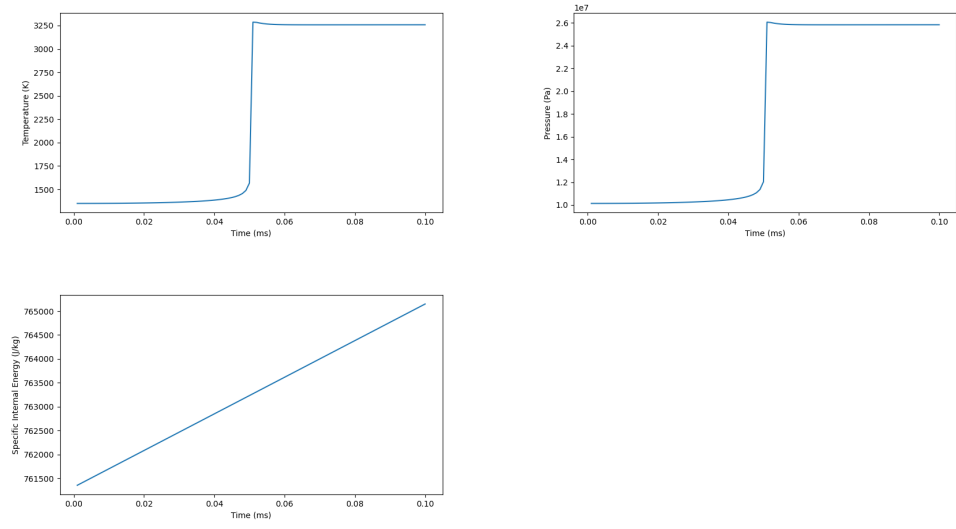 3250
3000
2750
2500
2250
2000
1750
1500
Temperature (K)
0.00 0.02 0.04 0.06 0.08 0.10
Time (ms)
1e7
2.6
2.4
2.2
2.0
1.8
1.6
1.4
1.2
1.0
Pressure (Pa)
0.00 0.02 0.04 0.06 0.08 0.10
Time (ms)
765000
764500
764000
763500
763000
762500
762000
761500
Specific Internal Energy (J/kg)
0.00 0.02 0.04 0.06 0.08 0.10
Time (ms)